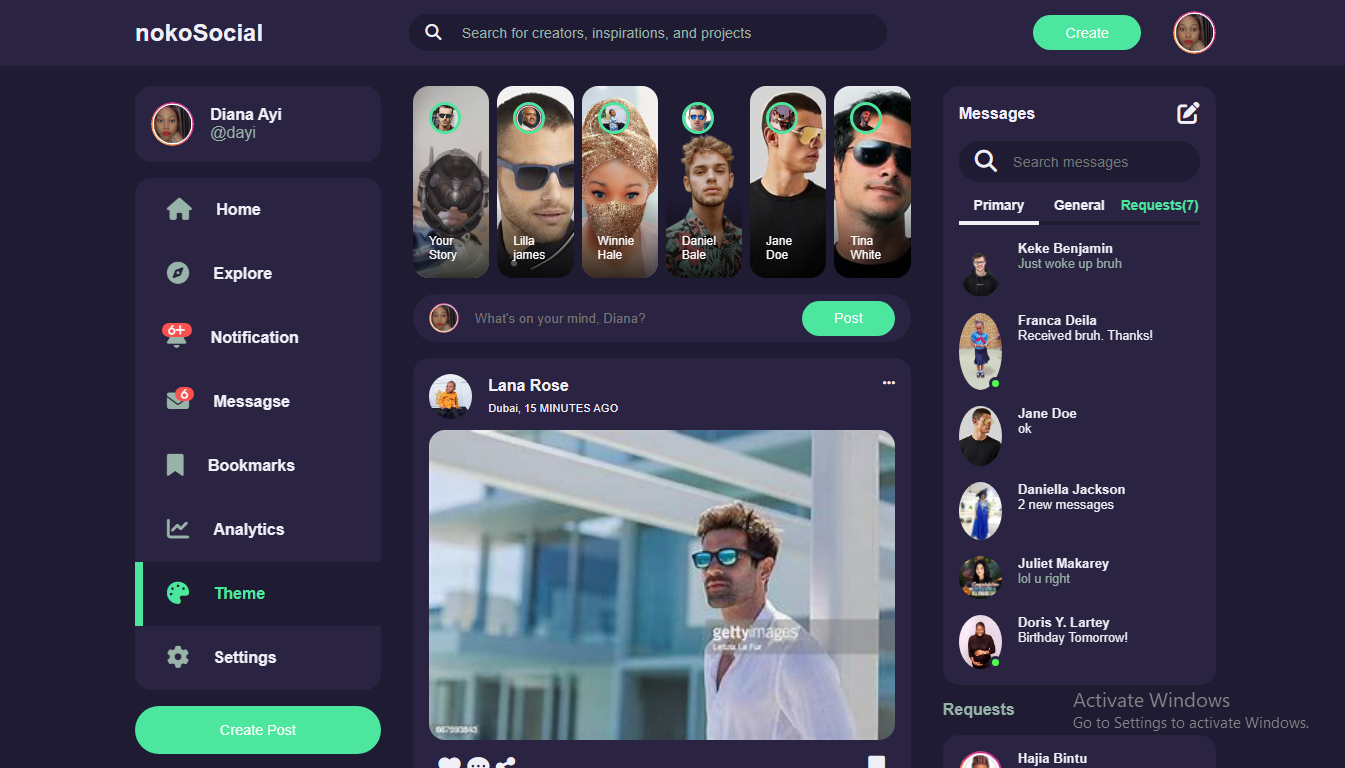 nokoSocial
Search for creators, inspirations, and projects
Create
Diana Ayi
@dayi
Home
Explore
6+
Notification
6
Messagse
Bookmarks
Analytics
Theme
Settings
Create Post
Your
Story
Lilla
james
Winnie
Hale
Daniel
Bale
Jane
Doe
Tina
White
What's on your mind, Diana?
Post
Lana Rose
Dubai, 15 MINUTES AGO
gettyimages
Letizia Le Fur
667993843
Messages
Search messages
Primary
General
Requests(7)
Keke Benjamin
Just woke up bruh
Franca Deila
Received bruh. Thanks!
Jane Doe
ok
Daniella Jackson
2 new messages
Juliet Makarey
lol u right
Doris Y. Lartey
Birthday Tomorrow!
Requests
Activate Windows
Go to Settings to activate Windows.
Hajia Bintu